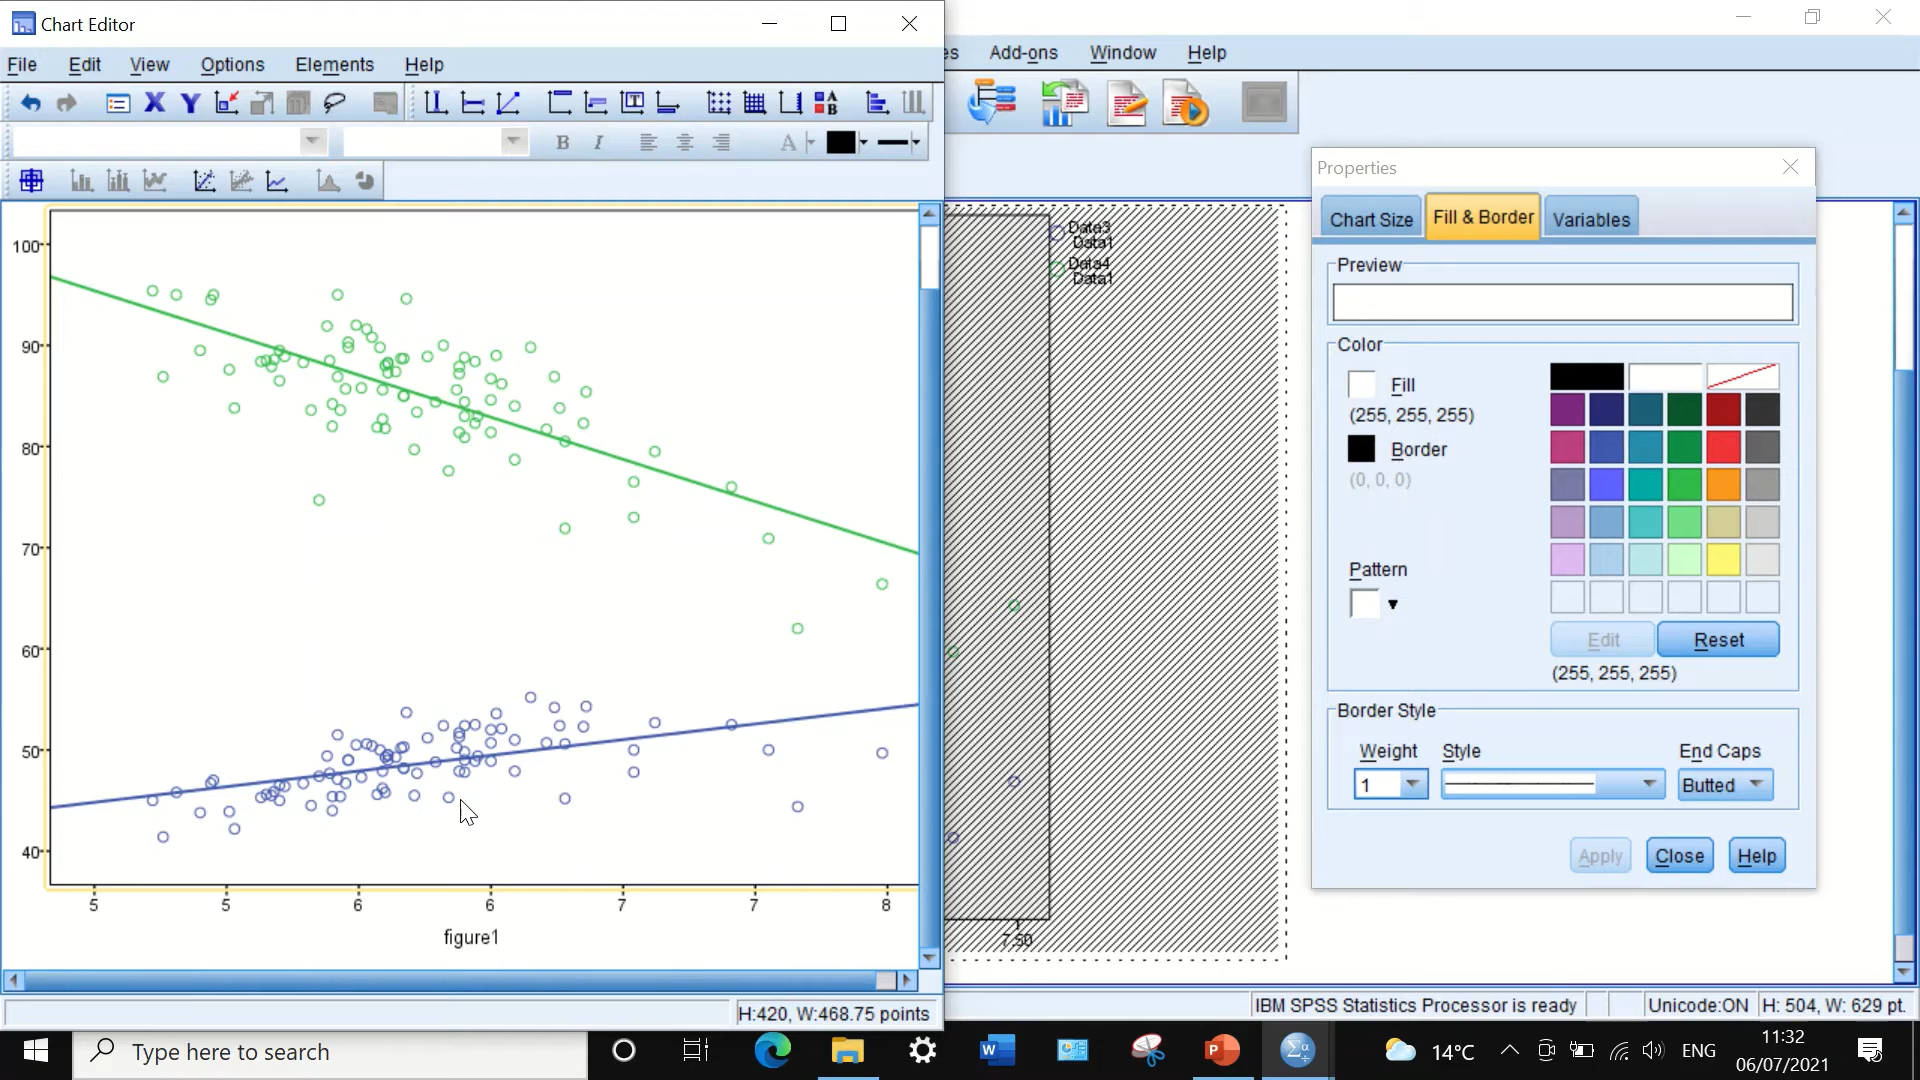 Chart Editor
File Edit View Options Elements Help
es Add-ons Window Help
B I A
100
90
80
70
60
50
40
5 5 6 6 7 7 8
figure1
H:420, W:468.75 points
Data3
Data1
Data4
Data1
7.50
Properties
Chart Size Fill & Border Variables
Preview
Color
Fill
(255, 255, 255)
Border
(0, 0, 0)
Pattern
Edit Reset
(255, 255, 255)
Border Style
Weight Style End Caps
1 Butted
Apply Close Help
IBM SPSS Statistics Processor is ready Unicode:ON H: 504, W: 629 pt.
Type here to search
14°C ENG
11:32
06/07/2021